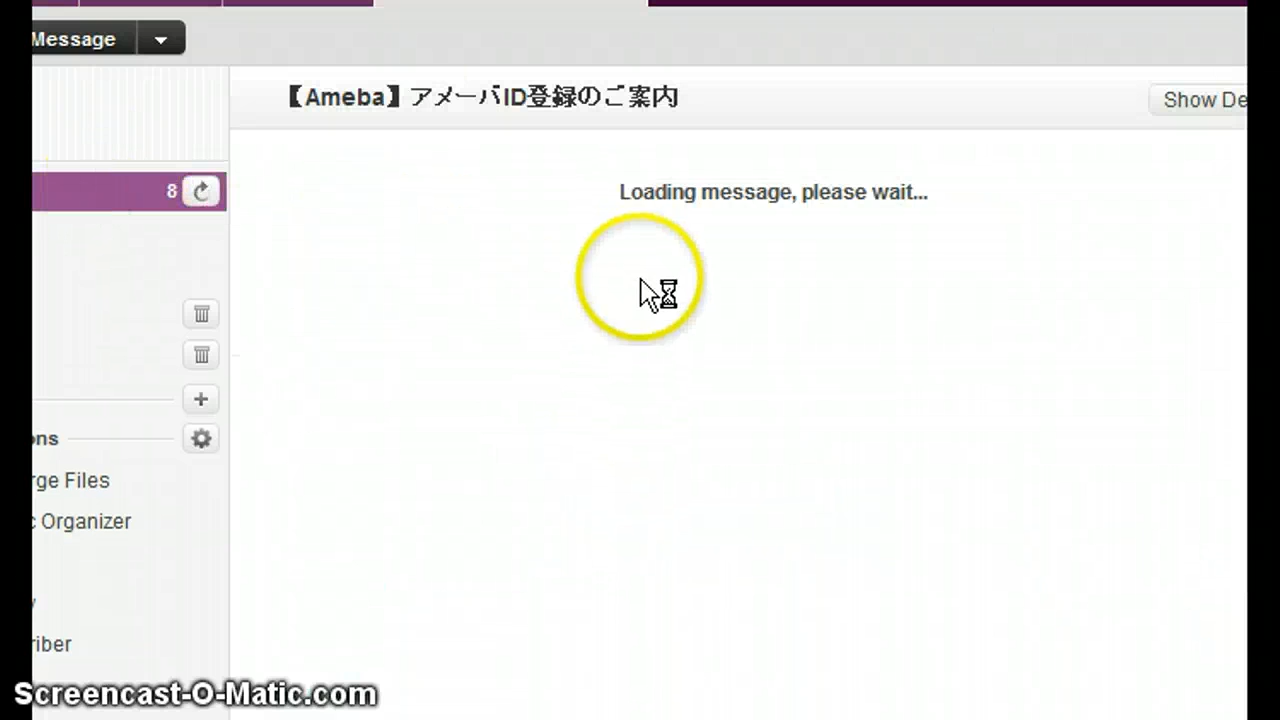 Message
【Ameba】アメーバID登録のご案内
Show De
8
Loading message, please wait...
ons
rge Files
c Organizer
riber
Screencast-O-Matic.com